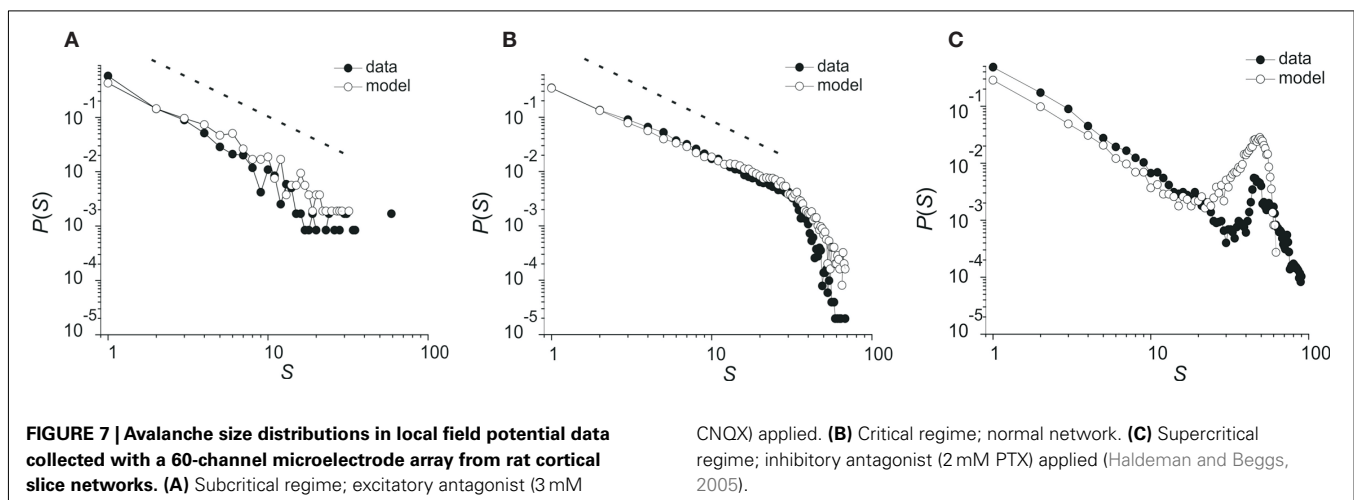 A
data
model
10 -1
10 -2
10 -3
10 -4
10 -5
P(S)
1
10
100
S
B
data
model
10 -1
10 -2
10 -3
10 -4
10 -5
P(S)
1
10
100
S
C
data
model
10 -1
10 -2
10 -3
10 -4
10 -5
P(S)
1
10
100
S
FIGURE 7 | Avalanche size distributions in local field potential data
collected with a 60-channel microelectrode array from rat cortical
slice networks. (A) Subcritical regime; excitatory antagonist (3 mM
CNQX) applied. (B) Critical regime; normal network. (C) Supercritical
regime; inhibitory antagonist (2 mM PTX) applied (Haldeman and Beggs,
2005).